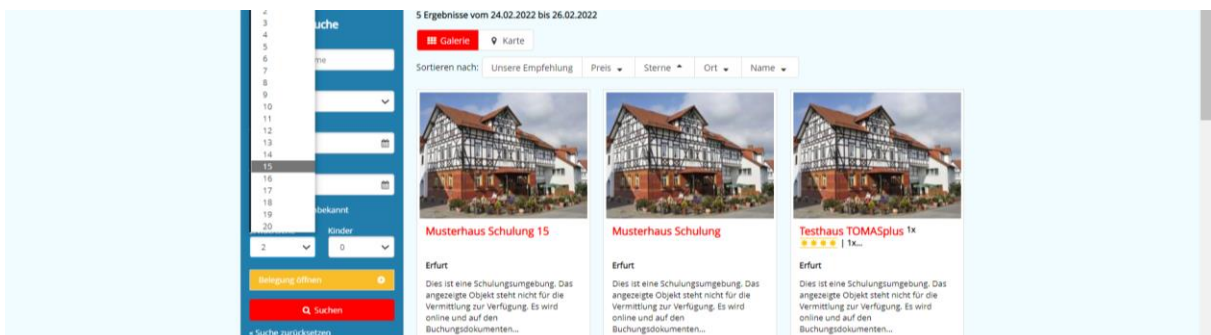 2
3
4
5
6
7
8
9
10
11
12
13
14
15
16
17
18
19
20
uche
me
bekannt
Kinder
2
0
Belegung öffnen
Suchen
« Suche zurücksetzen
5 Ergebnisse vom 24.02.2022 bis 26.02.2022
Galerie Karte
Sortieren nach: Unsere Empfehlung Preis Sterne Ort Name
Musterhaus Schulung 15
Erfurt
Dies ist eine Schulungsumgebung. Das
angezeigte Objekt steht nicht für die
Vermittlung zur Verfügung. Es wird
online und auf den
Buchungsdokumenten...
Musterhaus Schulung
Erfurt
Dies ist eine Schulungsumgebung. Das
angezeigte Objekt steht nicht für die
Vermittlung zur Verfügung. Es wird
online und auf den
Buchungsdokumenten...
Testhaus TOMASplus 1x
| 1x...
Erfurt
Dies ist eine Schulungsumgebung. Das
angezeigte Objekt steht nicht für die
Vermittlung zur Verfügung. Es wird
online und auf den
Buchungsdokumenten...